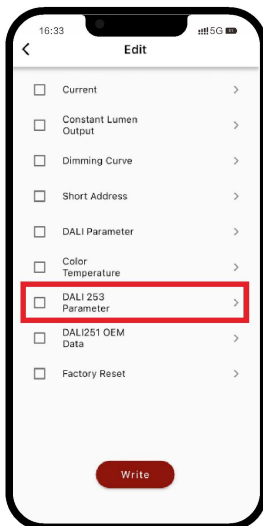 16:33
5G
Edit
Current
Constant Lumen
Output
Dimming Curve
Short Address
DALI Parameter
Color
Temperature
DALI 253
Parameter
DALI251 OEM
Data
Factory Reset
Write